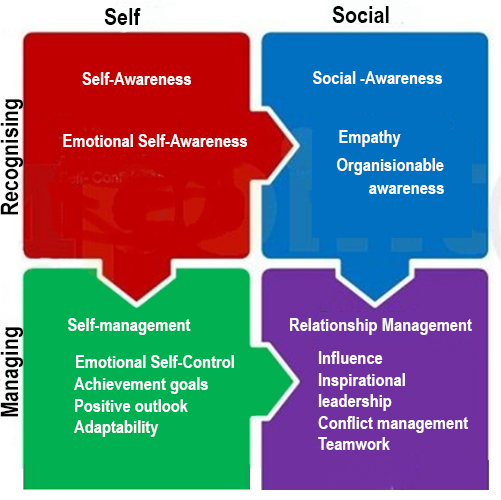 Self
Social
Recognising
Self-Awareness
Emotional Self-Awareness
Social -Awareness
Empathy
Organisionable
awareness
Managing
Self-management
Emotional Self-Control
Achievement goals
Positive outlook
Adaptability
Relationship Management
Influence
Inspirational
leadership
Conflict management
Teamwork